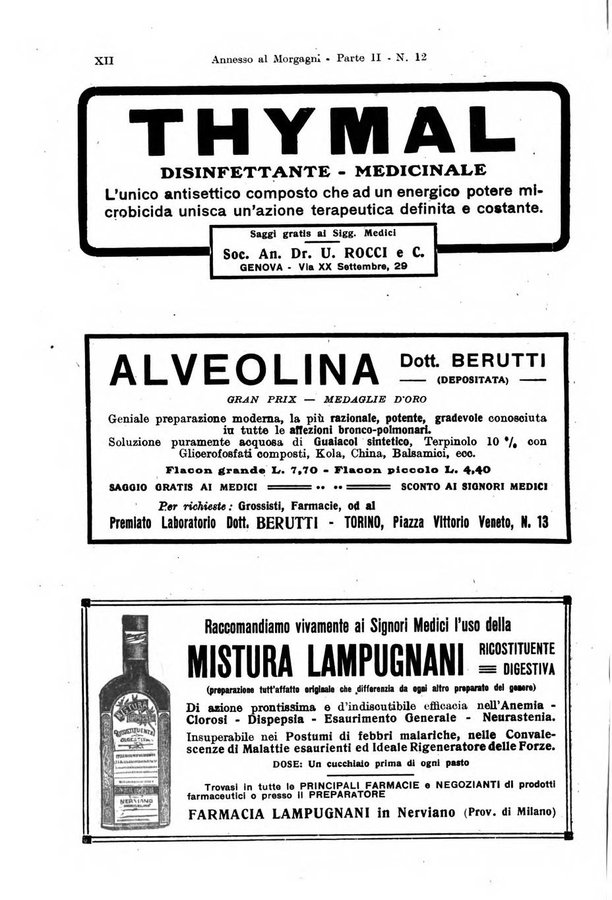 XII
Annesso al Morgagni - Parte II - N. 12
THYMAL
DISINFETTANTE - MEDICINALE
L'unico antisettico composto che ad un energico potere mi-
crobicida unisca un'azione terapeutica definita e costante.
Saggi gratis ai Sigg. Medici
Soc. An. Dr. U. ROCCI e C.
GENOVA - Via XX Settembre, 29
ALVEOLINA Dott. BERUTTI
(DEPOSITATA)
GRAN PRIX — MEDAGLIE D'ORO
Geniale preparazione moderna, la più razionale, potente, gradevole conosciuta
in tutte le affezioni bronco-polmonari.
Soluzione puramente acquosa di Guaiacol sintetico, Terpinolo 10 % con
Glicerofosfati composti, Kola, China, Balsamici, ecc.
Flacon grande L. 7,70 - Flacon piccolo L. 4,40
SAGGIO GRATIS AI MEDICI SCONTO AI SIGNORI MEDICI
Per richieste: Grossisti, Farmacie, od al
Premiato Laboratorio Dott. BERUTTI - TORINO, Piazza Vittorio Veneto, N. 13
Raccomandiamo vivamente ai Signori Medici l'uso della
MISTURA LAMPUGNANI RICOSTITUENTE
DIGESTIVA
(preparazione tutt'affatto originale che differenzia da ogni altro preparato del genere)
Di azione prontissima e d'indiscutibile efficacia nell'Anemia -
Clorosi - Dispepsia - Esaurimento Generale - Neurastenia.
Insuperabile nei Postumi di febbri malariche, nelle Convale-
scenze di Malattie esaurienti ed Ideale Rigeneratore delle Forze.
DOSE: Un cucchiaio prima di ogni pasto
Trovasi in tutte le PRINCIPALI FARMACIE e NEGOZIANTI di prodotti
farmaceutici o presso il PREPARATORE
FARMACIA LAMPUGNANI in Nerviano (Prov. di Milano)
MISTURA
RICOSTITUENTE
NERVIANO